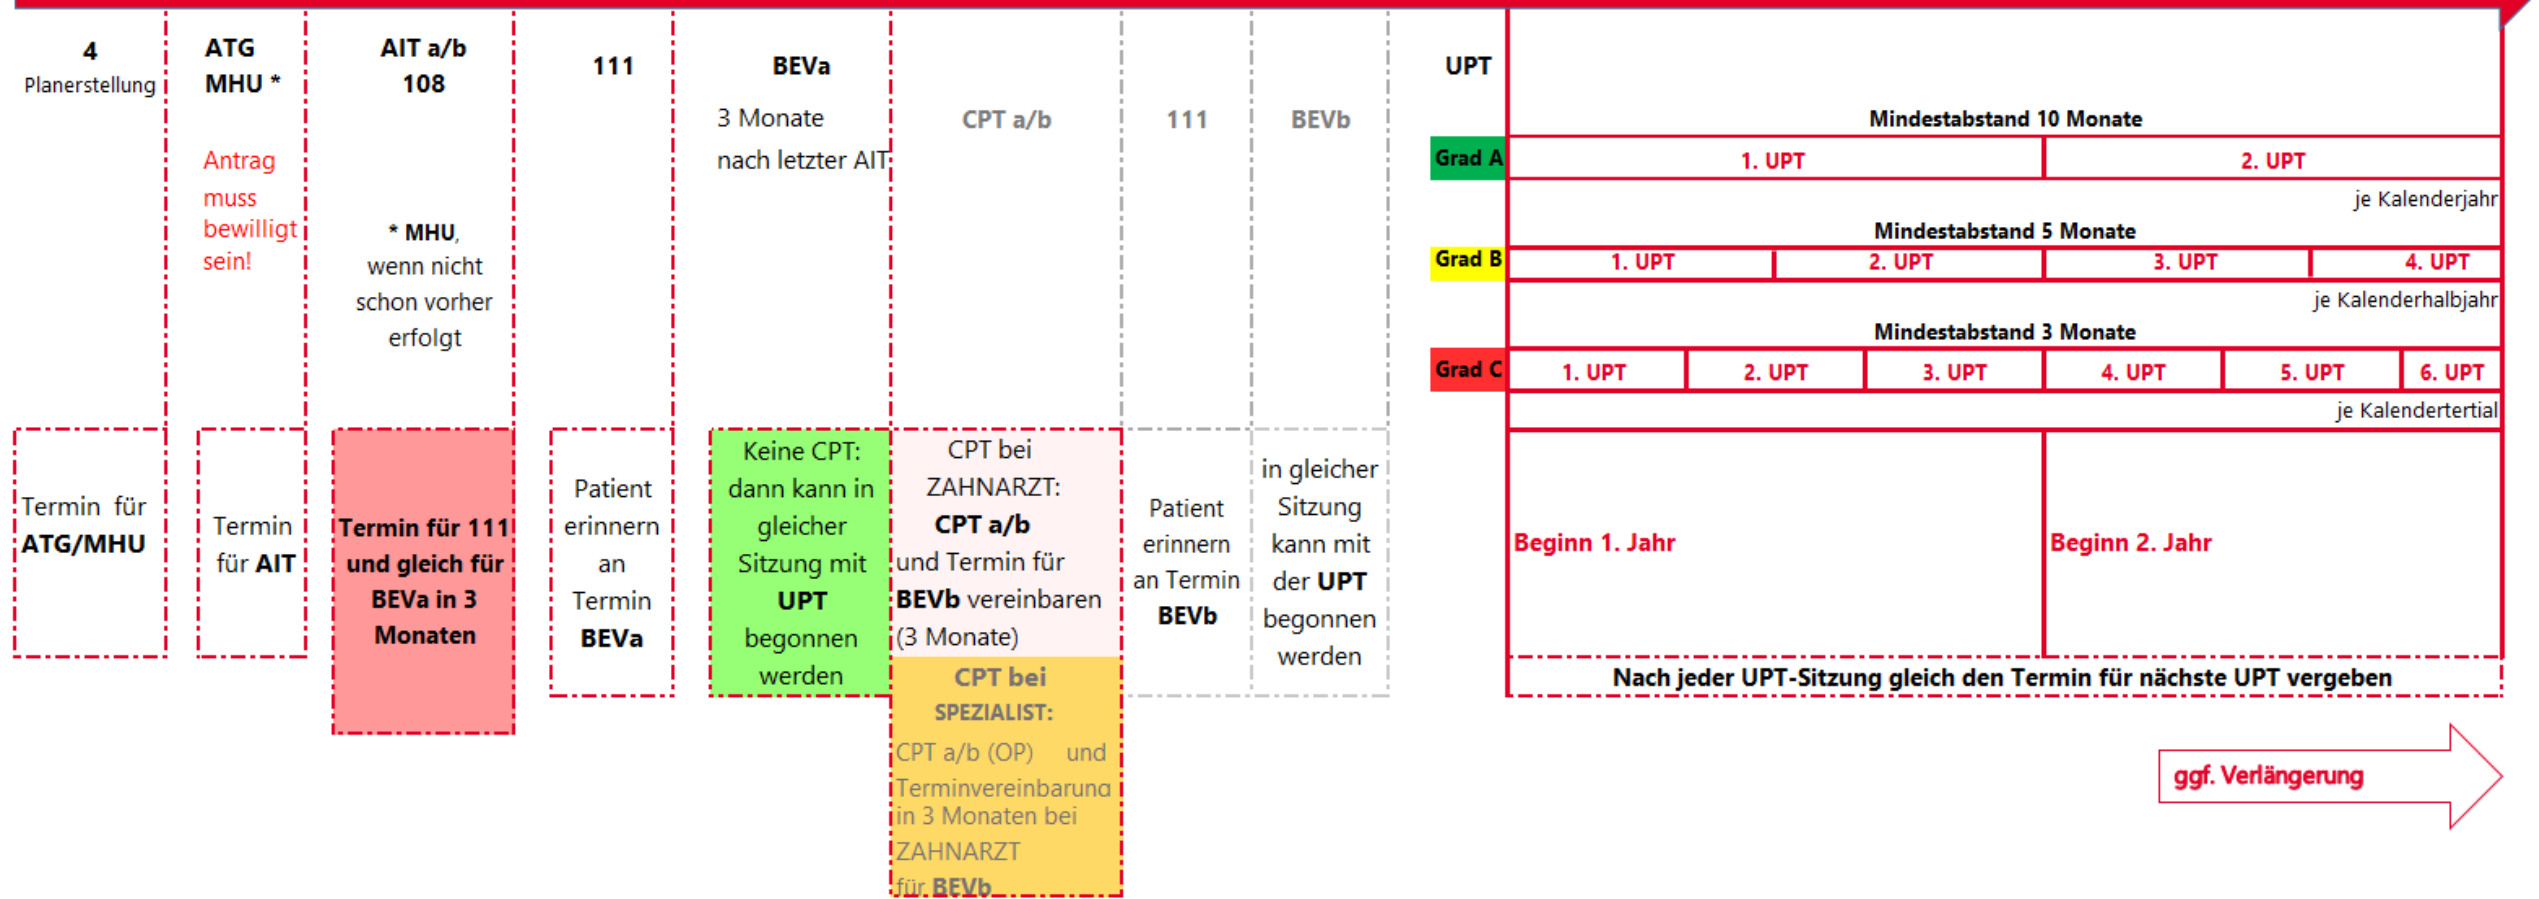 4
Planerstellung
ATG
MHU *
Antrag
muss
bewilligt
sein!
AIT a/b
108
* MHU,
wenn nicht
schon vorher
erfolgt
111
BEVa
3 Monate
nach letzter AIT
CPT a/b
111
BEVb
UPT
Mindestabstand 10 Monate
Grad A 1. UPT 2. UPT
je Kalenderjahr
Mindestabstand 5 Monate
Grad B 1. UPT 2. UPT 3. UPT 4. UPT
je Kalenderhalbjahr
Mindestabstand 3 Monate
Grad C 1. UPT 2. UPT 3. UPT 4. UPT 5. UPT 6. UPT
je Kalendertertial
Termin für
ATG/MHU
Termin
für AIT
Termin für 111
und gleich für
BEVa in 3
Monaten
Patient
erinnern
an
Termin
BEVa
Keine CPT:
dann kann in
gleicher
Sitzung mit
UPT
begonnen
werden
CPT bei
ZAHNARZT:
CPT a/b
und Termin für
BEVb vereinbaren
(3 Monate)
CPT bei
SPEZIALIST:
CPT a/b (OP) und
Terminvereinbarung
in 3 Monaten bei
ZAHNARZT
für BEVb
Patient
erinnern
an Termin
BEVb
in gleicher
Sitzung
kann mit
der UPT
begonnen
werden
Beginn 1. Jahr
Beginn 2. Jahr
Nach jeder UPT-Sitzung gleich den Termin für nächste UPT vergeben
ggf. Verlängerung